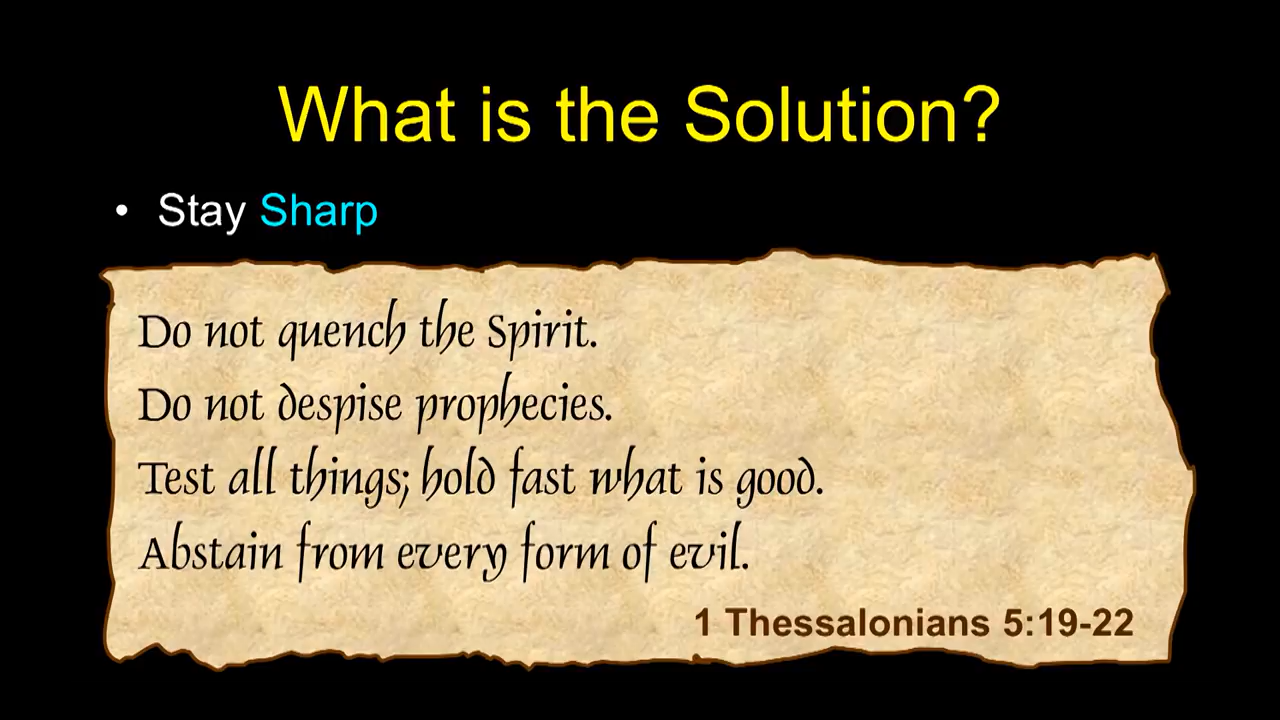 What is the Solution?
• Stay Sharp
Do not quench the Spirit.
Do not despise prophecies.
Test all things; hold fast what is good.
Abstain from every form of evil.
1 Thessalonians 5:19-22